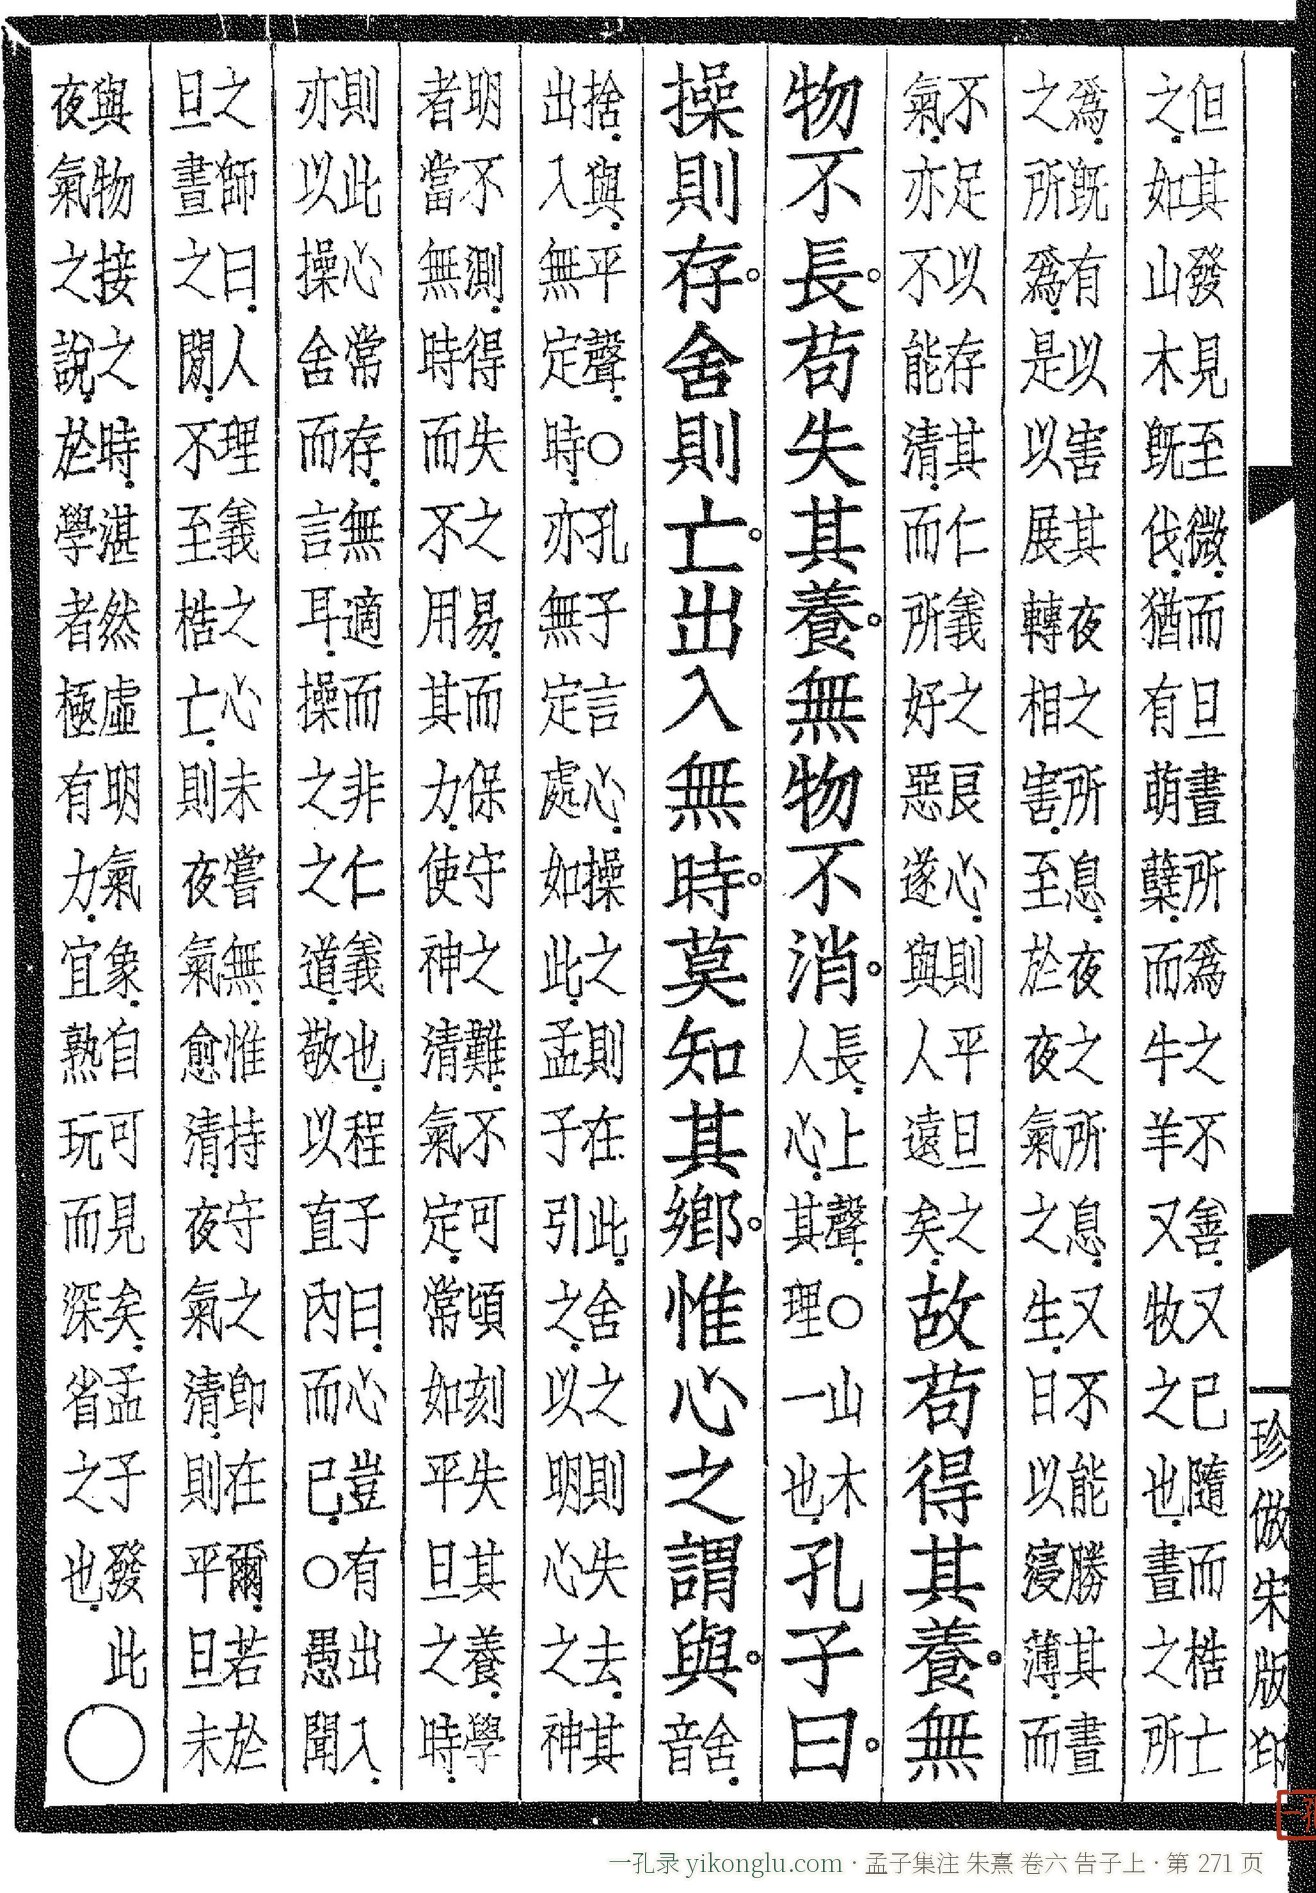 珍倣宋版印
但其發見至微。而旦晝所爲之不善。又已隨而梏亡
之。如山木旣伐。猶有萌蘖。而牛羊又牧之也。晝之所
爲。旣有以害其夜之所息。夜之所息。又不能勝其晝
之所爲。是以展轉相害。至於夜氣之生。日以寖薄。而
不足以存其仁義之良心。則平旦之
氣。亦不能清。而所好惡遂與人遠矣。
故苟得其養。無
物不長。苟失其養。無物不消。
長。上聲。○山木
人心。其理一也。
孔子曰。
操則存。舍則亡。出入無時。莫知其鄉。惟心之謂與。
舍。
音
捨。與。平聲。○孔子言心。操之則在此。舍之則失去。其
出入無定時。亦無定處如此。孟子引之。以明心之神
明不測。得失之易。而保守之難。不可頃刻失其養。學
者當無時而不用其力。使神清氣定。常如平旦之時。
則此心常存。無適而非仁義也。程子曰。心豈有出入。
亦以操舍而言耳。操之之道。敬以直內而已。○愚聞
之師曰。人理義之心未嘗無。惟持守之卽在爾。若於
旦晝之閒。不至梏亡。則夜氣愈清。夜氣清。則平旦未
與物接之時。湛然虛明氣象。自可見矣。孟子發此
夜氣之說。於學者極有力。宜熟玩而深省之也。
○
一孔录 yikonglu.com · 孟子集注 朱熹 卷六 告子上 · 第 271 页